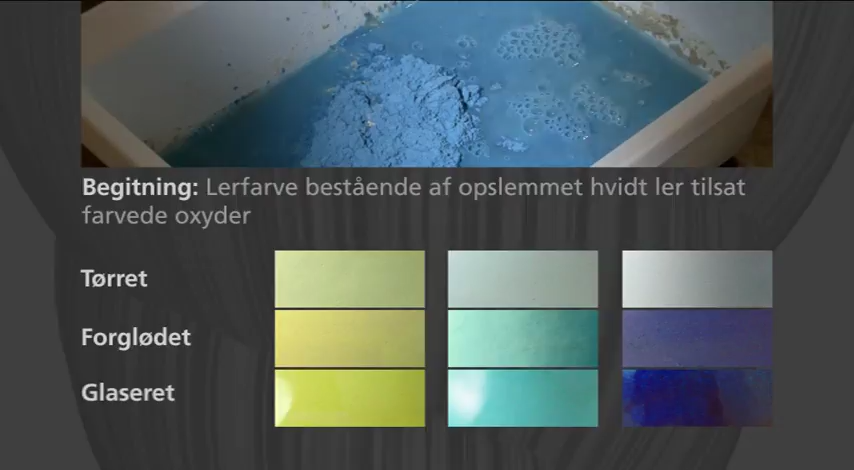 Begitning: Lerfarve bestående af opslemmet hvidt ler tilsat
farvede oxyder
Tørret
Forglødet
Glaseret